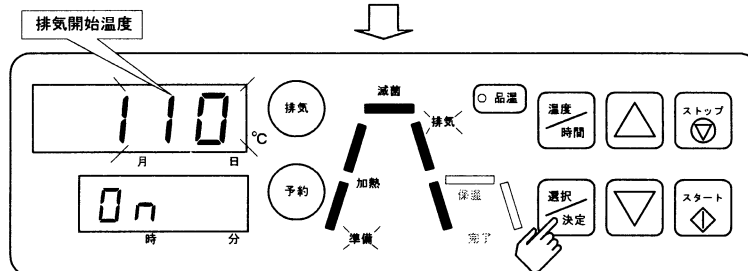 排気開始温度
110
℃
月 日
On
時 分
排気
予約
滅菌
排気
加熱
準備
保温
完了
品温
温度
時間
ストップ
選択
決定
スタート